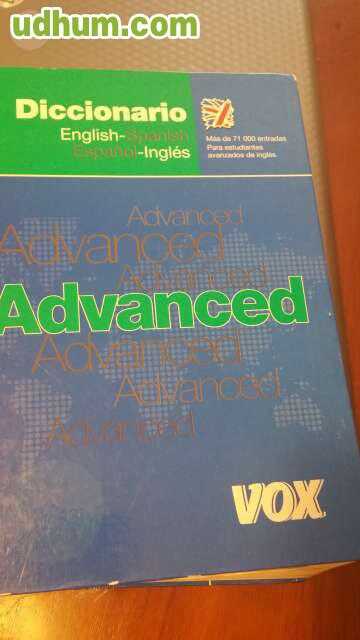 udhum.com
Diccionario
English-Spanish
Español-Inglés
Más de 71 000 entradas
Para estudiantes
avanzados de inglés.
Advanced
Advanced
Advanced
Advanced
Advanced
Advanced
Advanced
VOX